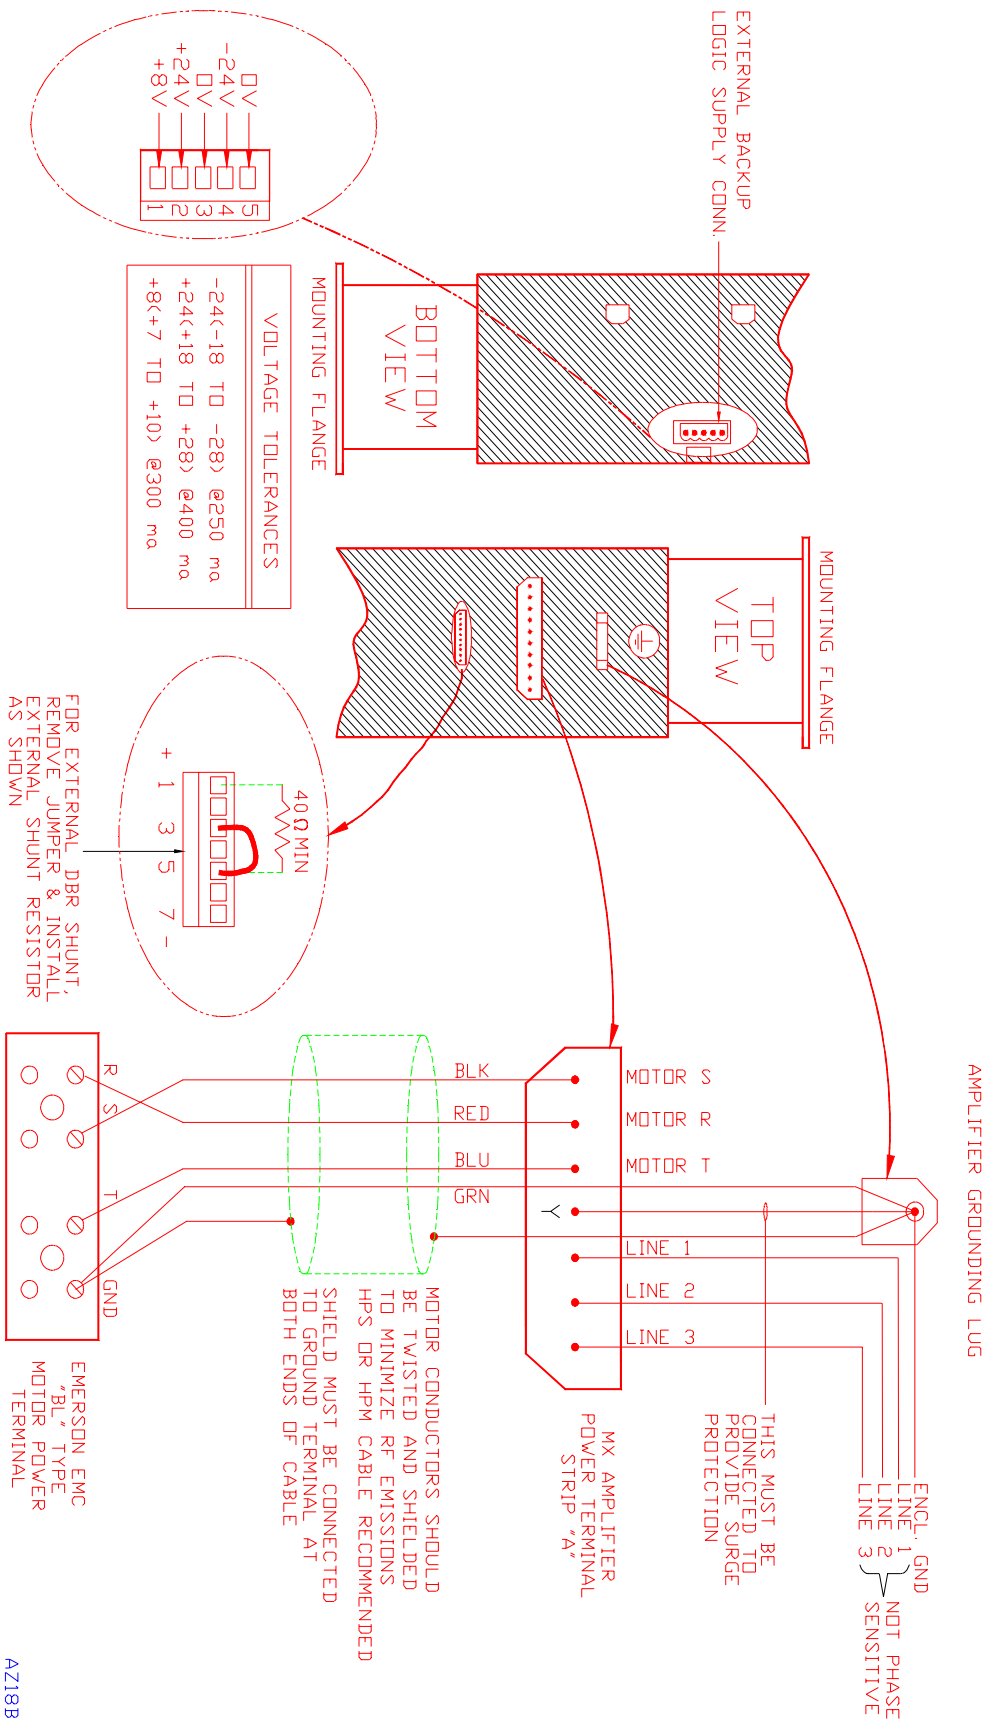 AMPLIFIER GROUNDING LUG
ENCL. GND
LINE 1
LINE 2
LINE 3
NOT PHASE
SENSITIVE
EXTERNAL BACKUP
LOGIC SUPPLY CONN.
MOUNTING FLANGE
TOP
VIEW
BOTTOM
VIEW
MOUNTING FLANGE
0V
-24V
0V
+24V
+8V
5
4
3
2
1
VOLTAGE TOLERANCES
-24(-18 TO -28) @250 ma
+24(+18 TO +28) @400 ma
+8(+7 TO +10) @300 ma
40Ω MIN
+ 1 3 5 7 -
FOR EXTERNAL DBR SHUNT,
REMOVE JUMPER & INSTALL
EXTERNAL SHUNT RESISTOR
AS SHOWN
MOTOR S
MOTOR R
MOTOR T
Y
LINE 1
LINE 2
LINE 3
THIS MUST BE
CONNECTED TO
PROVIDE SURGE
PROTECTION
MX AMPLIFIER
POWER TERMINAL
STRIP "A"
BLK
RED
BLU
GRN
MOTOR CONDUCTORS SHOULD
BE TWISTED AND SHIELDED
TO MINIMIZE RF EMISSIONS
HPS OR HPM CABLE RECOMMENDED
SHIELD MUST BE CONNECTED
TO GROUND TERMINAL AT
BOTH ENDS OF CABLE
R
S
T
GND
EMERSON EMC
"BL" TYPE
MOTOR POWER
TERMINAL
AZ18B